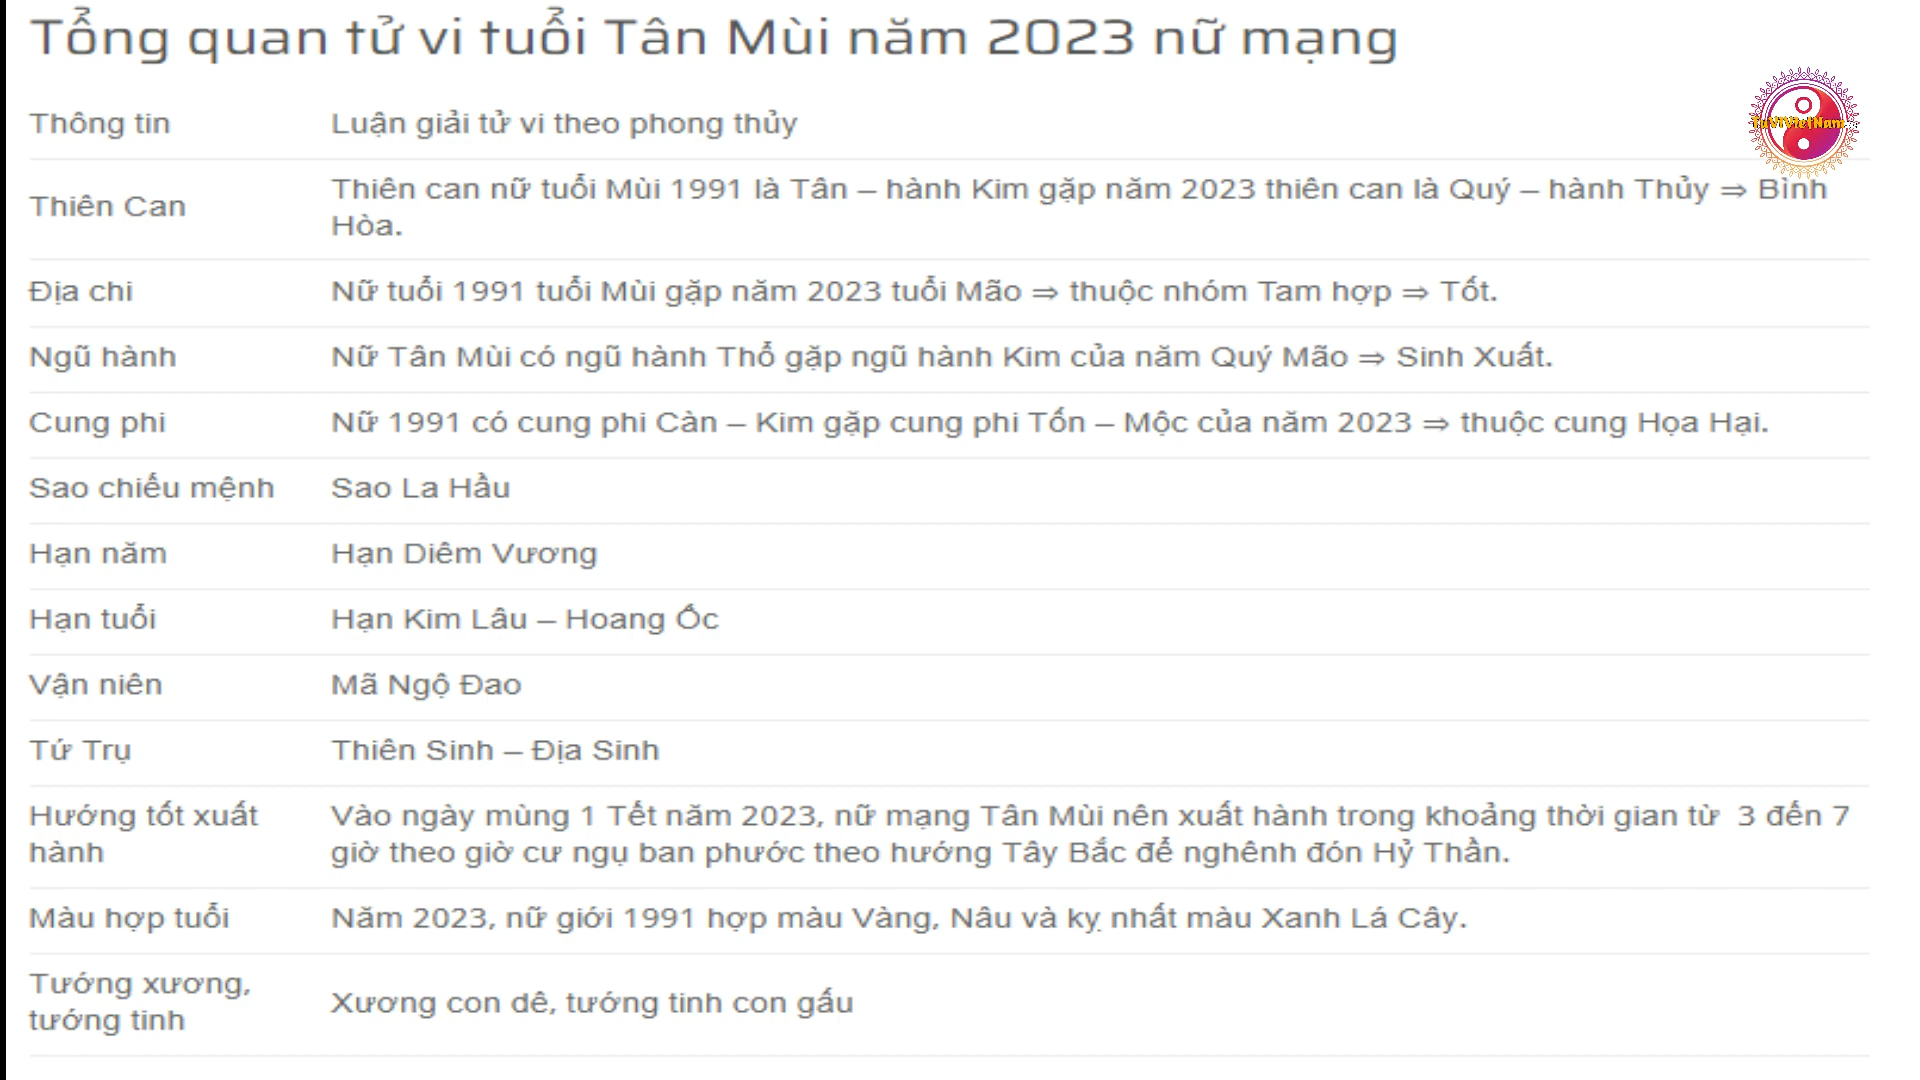 Tổng quan tử vi tuổi Tân Mùi năm 2023 nữ mạng
TuViVietNam
Thông tin Luận giải tử vi theo phong thủy
Thiên Can Thiên can nữ tuổi Mùi 1991 là Tân – hành Kim gặp năm 2023 thiên can là Quý – hành Thủy ⇒ Bình
Hòa.
Địa chi Nữ tuổi 1991 tuổi Mùi gặp năm 2023 tuổi Mão ⇒ thuộc nhóm Tam hợp ⇒ Tốt.
Ngũ hành Nữ Tân Mùi có ngũ hành Thổ gặp ngũ hành Kim của năm Quý Mão ⇒ Sinh Xuất.
Cung phi Nữ 1991 có cung phi Càn – Kim gặp cung phi Tốn – Mộc của năm 2023 ⇒ thuộc cung Họa Hại.
Sao chiếu mệnh Sao La Hầu
Hạn năm Hạn Diêm Vương
Hạn tuổi Hạn Kim Lâu – Hoang Ốc
Vận niên Mã Ngộ Đao
Tứ Trụ Thiên Sinh – Địa Sinh
Hướng tốt xuất
hành
Vào ngày mùng 1 Tết năm 2023, nữ mạng Tân Mùi nên xuất hành trong khoảng thời gian từ 3 đến 7
giờ theo giờ cư ngụ ban phước theo hướng Tây Bắc để nghênh đón Hỷ Thần.
Màu hợp tuổi Năm 2023, nữ giới 1991 hợp màu Vàng, Nâu và kỵ nhất màu Xanh Lá Cây.
Tướng xương,
tướng tinh
Xương con dê, tướng tinh con gấu